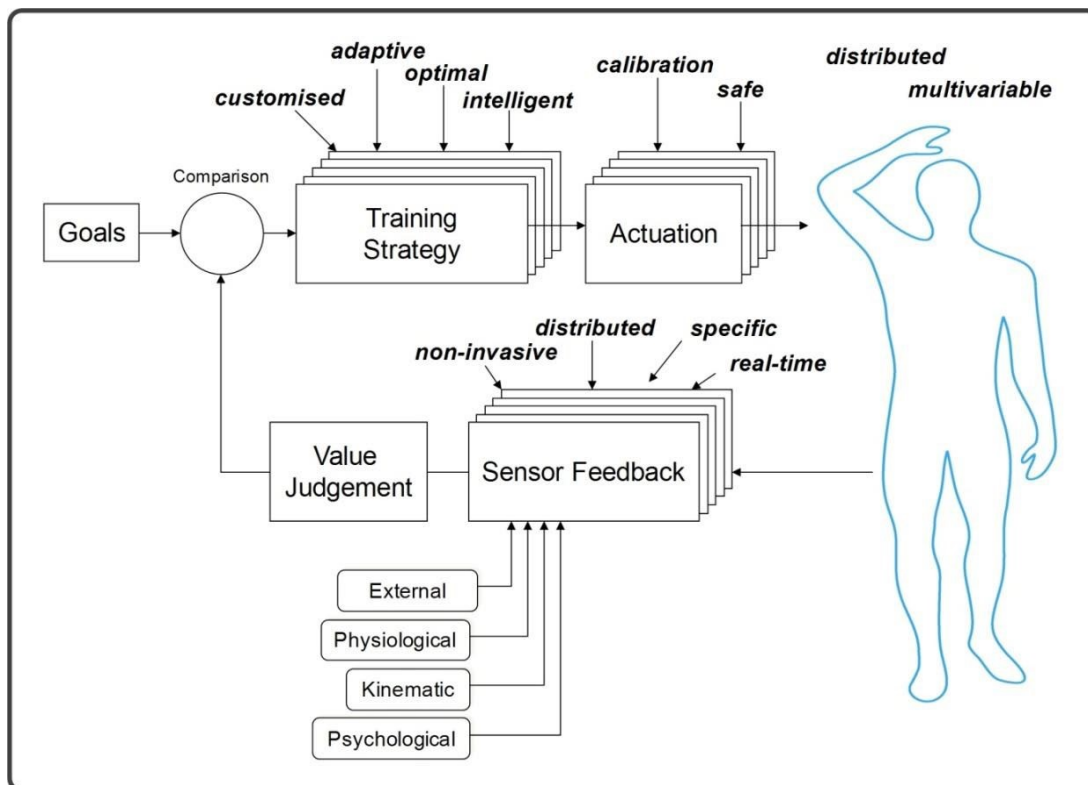 adaptive
optimal
customised
intelligent
calibration
safe
distributed
multivariable
Comparison
Goals
Training
Strategy
Actuation
non-invasive
distributed
specific
real-time
Value
Judgement
Sensor Feedback
External
Physiological
Kinematic
Psychological